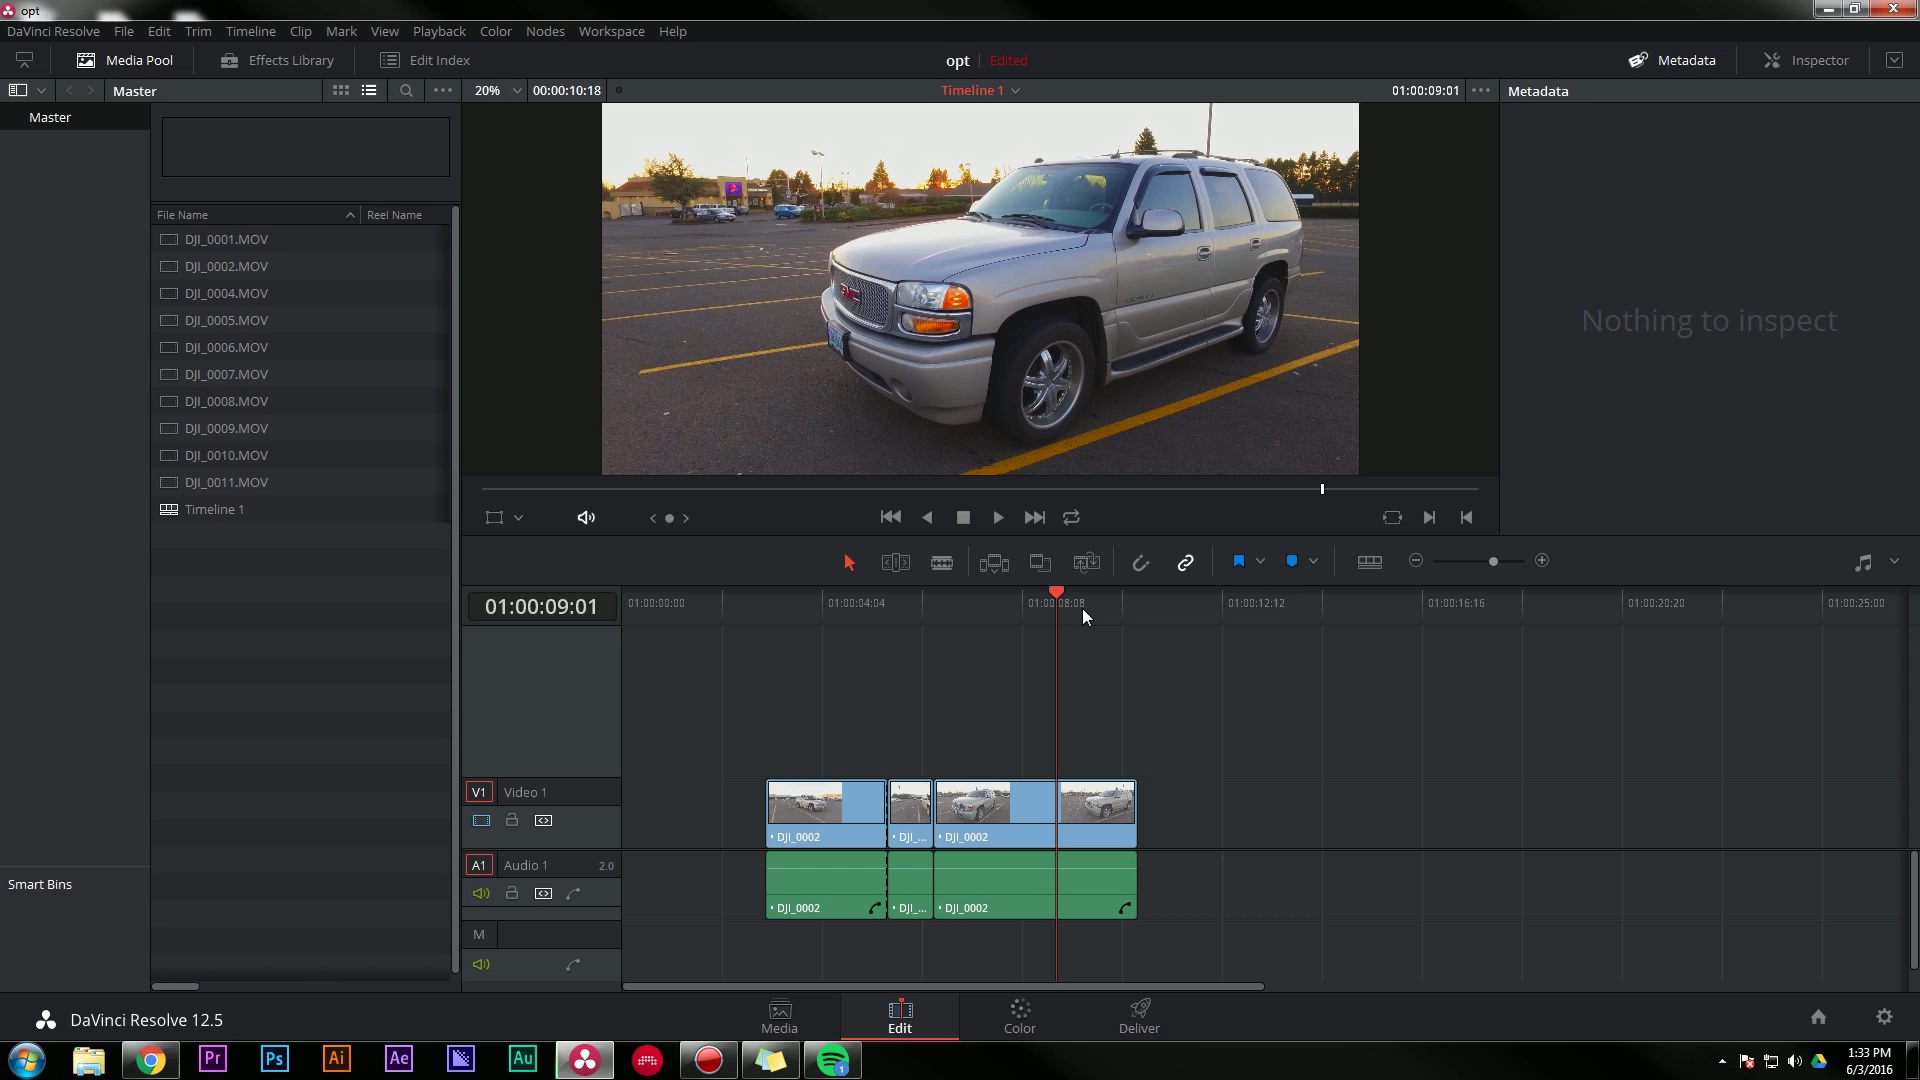 opt
DaVinci Resolve File Edit Trim Timeline Clip Mark View Playback Color Nodes Workspace Help
Media Pool Effects Library Edit Index opt Edited Metadata Inspector
Master 20% 00:00:10:18 Timeline 1 01:00:09:01 Metadata
Master
File Name Reel Name
DJI_0001.MOV
DJI_0002.MOV
DJI_0004.MOV
DJI_0005.MOV
DJI_0006.MOV
DJI_0007.MOV
DJI_0008.MOV
DJI_0009.MOV
DJI_0010.MOV
DJI_0011.MOV
Timeline 1
GMC
Nothing to inspect
01:00:09:01 01:00:00:00 01:00:04:04 01:00:08:08 01:00:12:12 01:00:16:16 01:00:20:20 01:00:25:00
V1 Video 1
DJI_0002 DJI_... DJI_0002
A1 Audio 1 2.0
DJI_0002 DJI_... DJI_0002
M
Smart Bins
DaVinci Resolve 12.5 Media Edit Color Deliver
Pr Ps Ai Ae Au 1
1:33 PM
6/3/2016